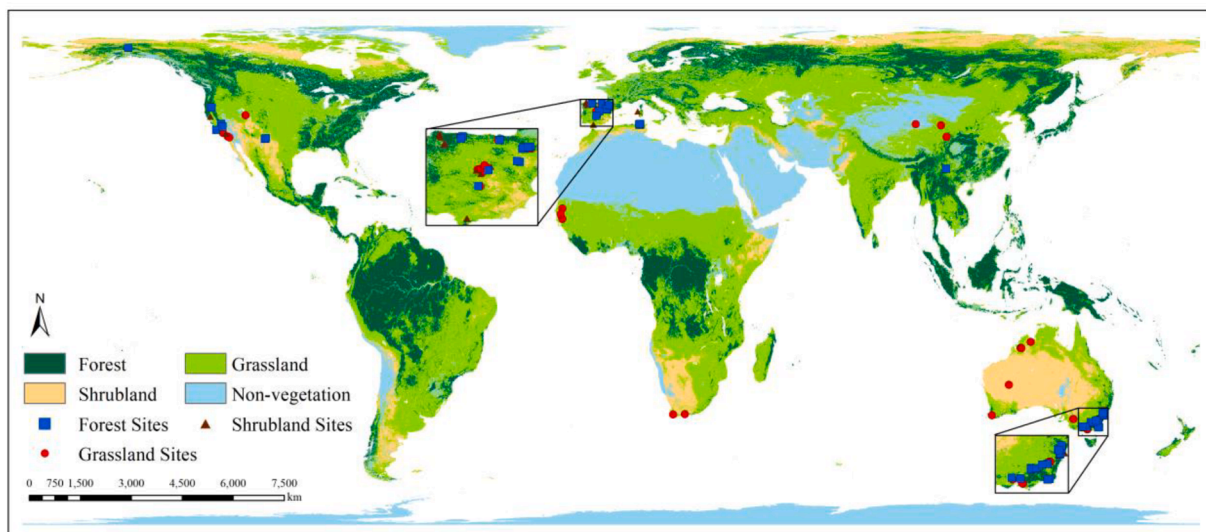 N
Forest
Grassland
Shrubland
Non-vegetation
Forest Sites
Shrubland Sites
Grassland Sites
0 750 1,500 3,000 4,500 6,000 7,500
km